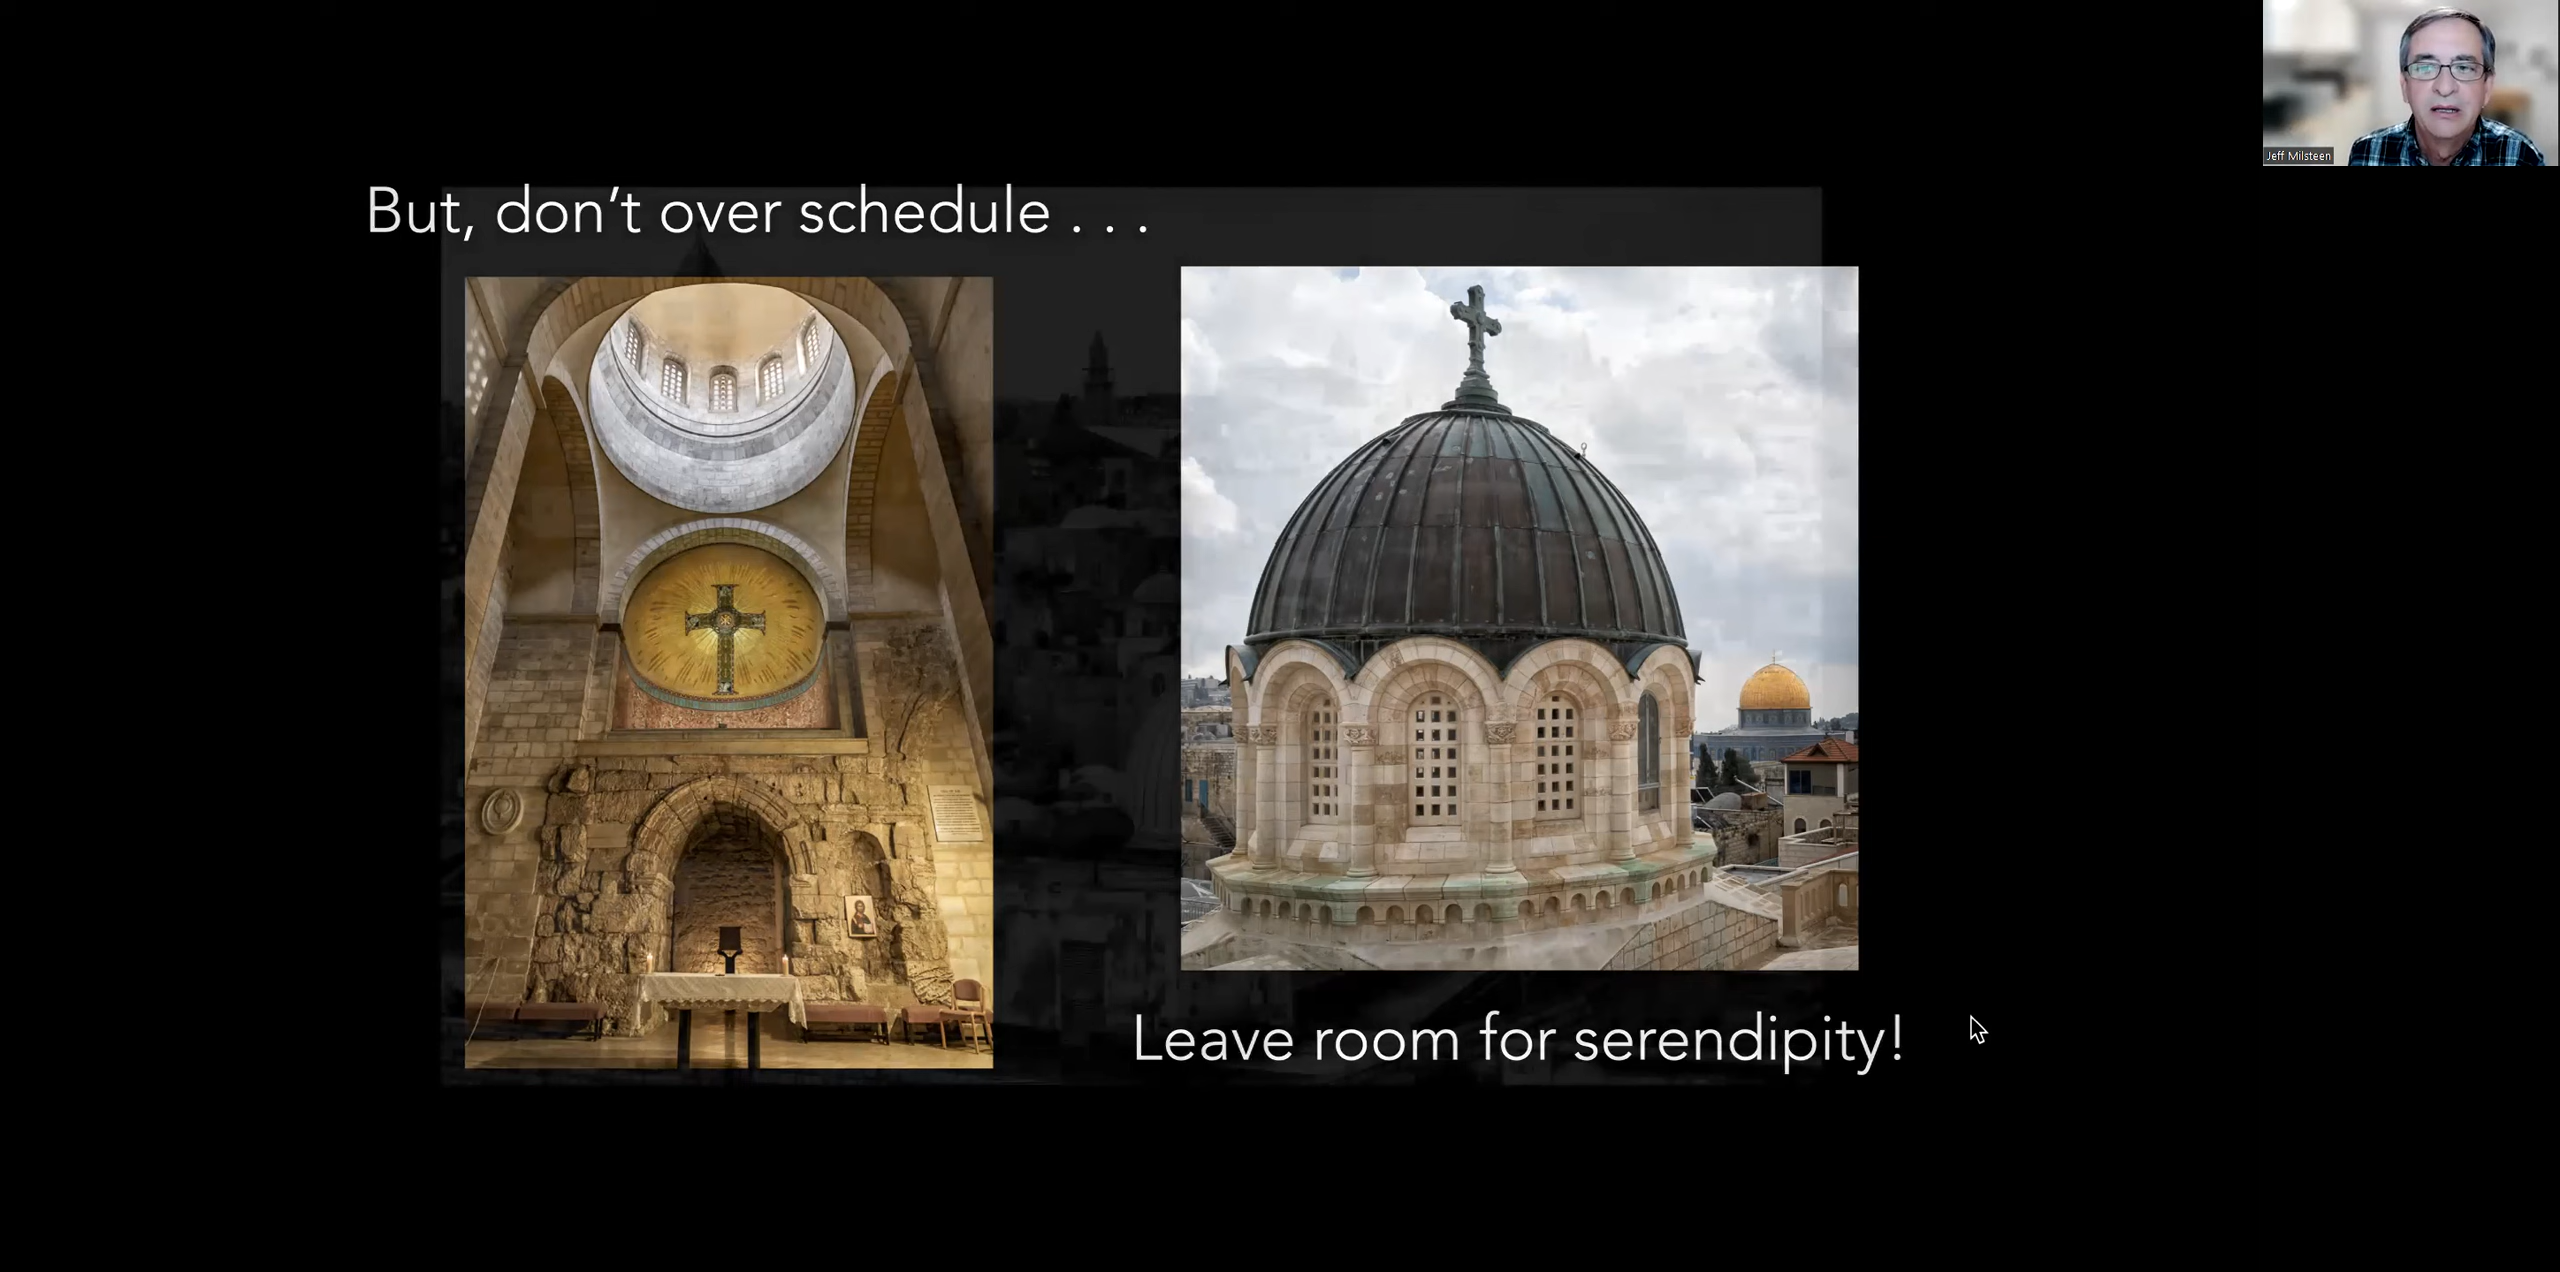 Jeff Milsteen
But, don’t over schedule . . .
Leave room for serendipity!